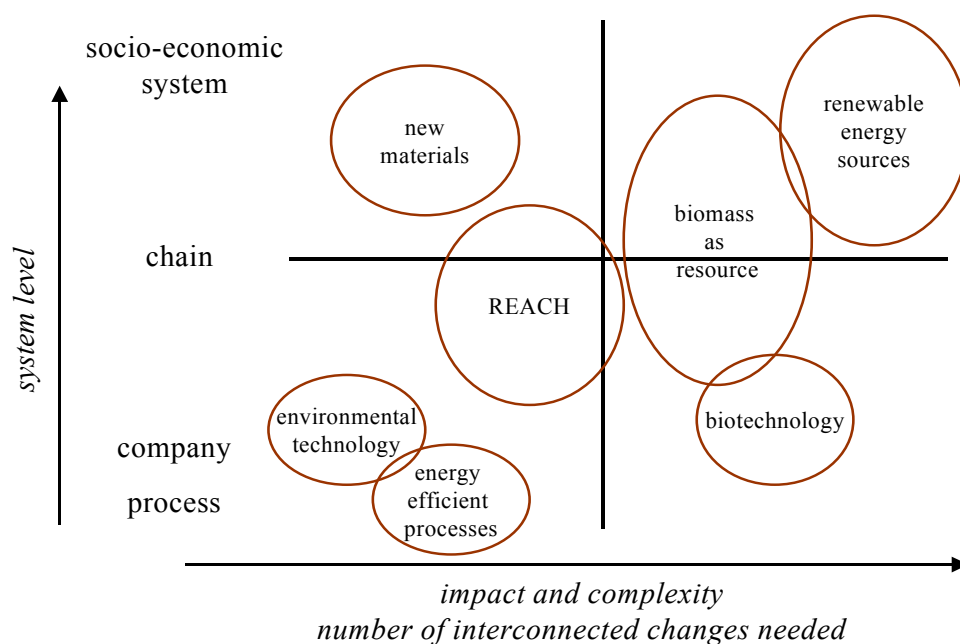 socio-economic
system
new
materials
renewable
energy
sources
biomass
as
resource
chain
REACH
system level
environmental
technology
biotechnology
company
energy
efficient
processes
process
impact and complexity
number of interconnected changes needed